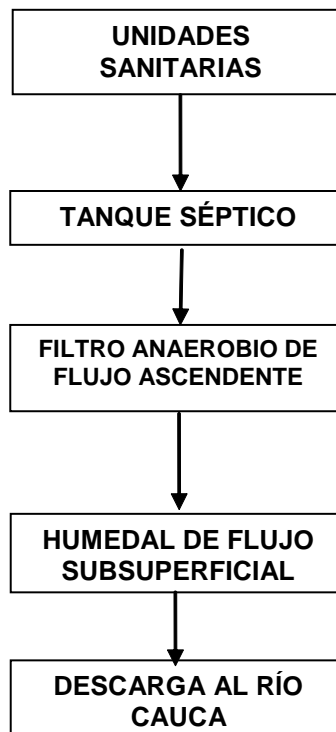 UNIDADES
SANITARIAS
TANQUE SÉPTICO
FILTRO ANAEROBIO DE
FLUJO ASCENDENTE
HUMEDAL DE FLUJO
SUBSUPERFICIAL
DESCARGA AL RÍO
CAUCA